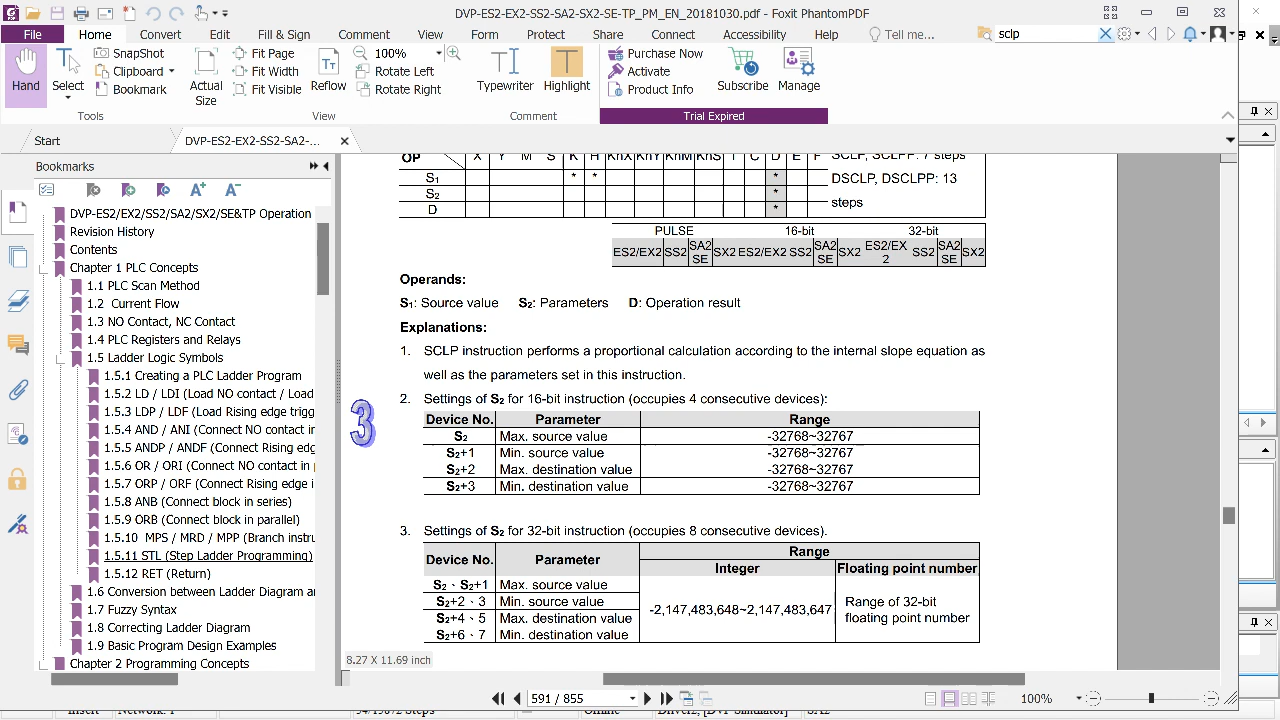 DVP-ES2-EX2-SS2-SA2-SX2-SE-TP_PM_EN_20181030.pdf - Foxit PhantomPDF
File
Home
Convert
Edit
Fill & Sign
Comment
View
Form
Protect
Share
Connect
Accessibility
Help
Tell me...
sclp
Hand
Select
SnapShot
Clipboard
Bookmark
Tools
Actual
Size
Fit Page
Fit Width
Fit Visible
Reflow
100%
Rotate Left
Rotate Right
View
Typewriter
Highlight
Comment
Purchase Now
Activate
Product Info
Subscribe
Manage
Trial Expired
Start
DVP-ES2-EX2-SS2-SA2-...
Bookmarks
DVP-ES2/EX2/SS2/SA2/SX2/SE&TP Operation
Revision History
Contents
Chapter 1 PLC Concepts
1.1 PLC Scan Method
1.2 Current Flow
1.3 NO Contact, NC Contact
1.4 PLC Registers and Relays
1.5 Ladder Logic Symbols
1.5.1 Creating a PLC Ladder Program
1.5.2 LD / LDI (Load NO contact / Load
1.5.3 LDP / LDF (Load Rising edge trigg
1.5.4 AND / ANI (Connect NO contact in
1.5.5 ANDP / ANDF (Connect Rising edg
1.5.6 OR / ORI (Connect NO contact in p
1.5.7 ORP / ORF (Connect Rising edge i
1.5.8 ANB (Connect block in series)
1.5.9 ORB (Connect block in parallel)
1.5.10 MPS / MRD / MPP (Branch instru
1.5.11 STL (Step Ladder Programming)
1.5.12 RET (Return)
1.6 Conversion between Ladder Diagram an
1.7 Fuzzy Syntax
1.8 Correcting Ladder Diagram
1.9 Basic Program Design Examples
Chapter 2 Programming Concepts
OP X Y M S K H KnX KnY KnM KnS T C D E F SCLP, SCLPP: 7 steps
S1 * * * DSCLP, DSCLPP: 13
S2 * steps
D *
PULSE 16-bit 32-bit
ES2/EX2 SS2 SA2 SE SX2 ES2/EX2 SS2 SA2 SE SX2 ES2/EX 2 SS2 SA2 SE SX2
Operands:
S1: Source value S2: Parameters D: Operation result
Explanations:
1. SCLP instruction performs a proportional calculation according to the internal slope equation as
well as the parameters set in this instruction.
2. Settings of S2 for 16-bit instruction (occupies 4 consecutive devices):
3
Device No. Parameter Range
S2 Max. source value -32768~32767
S2+1 Min. source value -32768~32767
S2+2 Max. destination value -32768~32767
S2+3 Min. destination value -32768~32767
3. Settings of S2 for 32-bit instruction (occupies 8 consecutive devices).
Device No. Parameter Range
Integer Floating point number
S2、S2+1 Max. source value
S2+2、3 Min. source value
S2+4、5 Max. destination value
S2+6、7 Min. destination value
-2,147,483,648~2,147,483,647
Range of 32-bit
floating point number
8.27 X 11.69 inch
591 / 855
100%